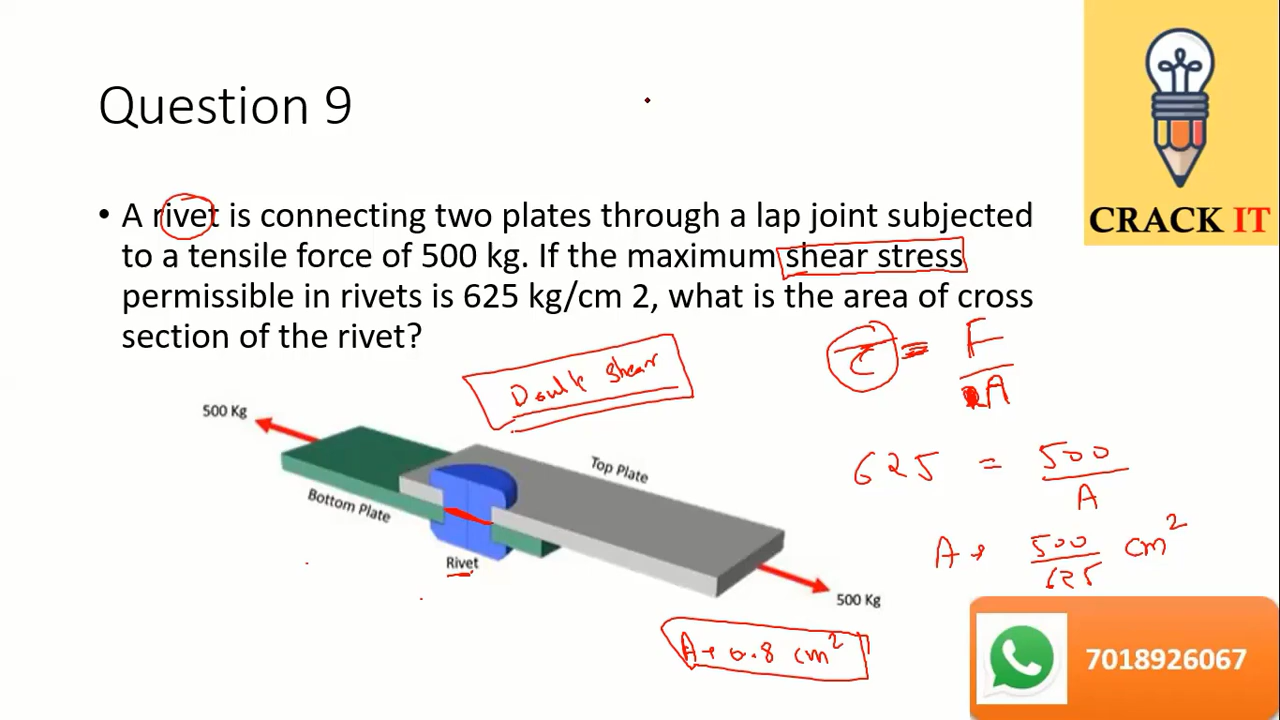 Question 9
CRACK IT
• A rivet is connecting two plates through a lap joint subjected
to a tensile force of 500 kg. If the maximum shear stress
permissible in rivets is 625 kg/cm 2, what is the area of cross
section of the rivet?
Double Shear
τ = F
A
500 Kg
Top Plate
625 = 500
A
Bottom Plate
A → 500 cm²
625
Rivet
500 Kg
A → 0.8 cm²
7018926067